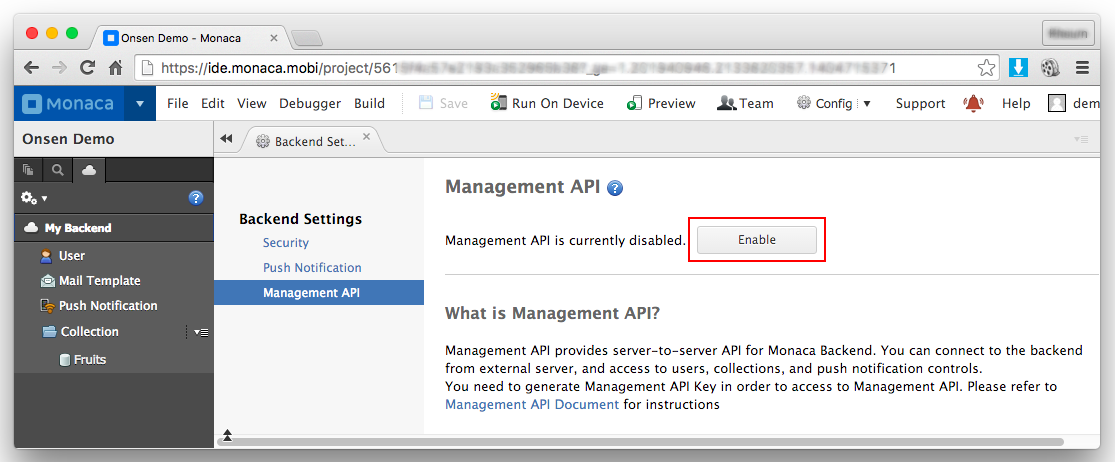 Onsen Demo - Monaca
https://ide.monaca.mobi/project/561
Monaca File Edit View Debugger Build Save Run On Device Preview Team Config Support Help dem
Onsen Demo
Backend Set...
My Backend
User
Mail Template
Push Notification
Collection
Fruits
Backend Settings
Security
Push Notification
Management API
Management API
Management API is currently disabled. Enable
What is Management API?
Management API provides server-to-server API for Monaca Backend. You can connect to the backend
from external server, and access to users, collections, and push notification controls.
You need to generate Management API Key in order to access to Management API. Please refer to
Management API Document for instructions